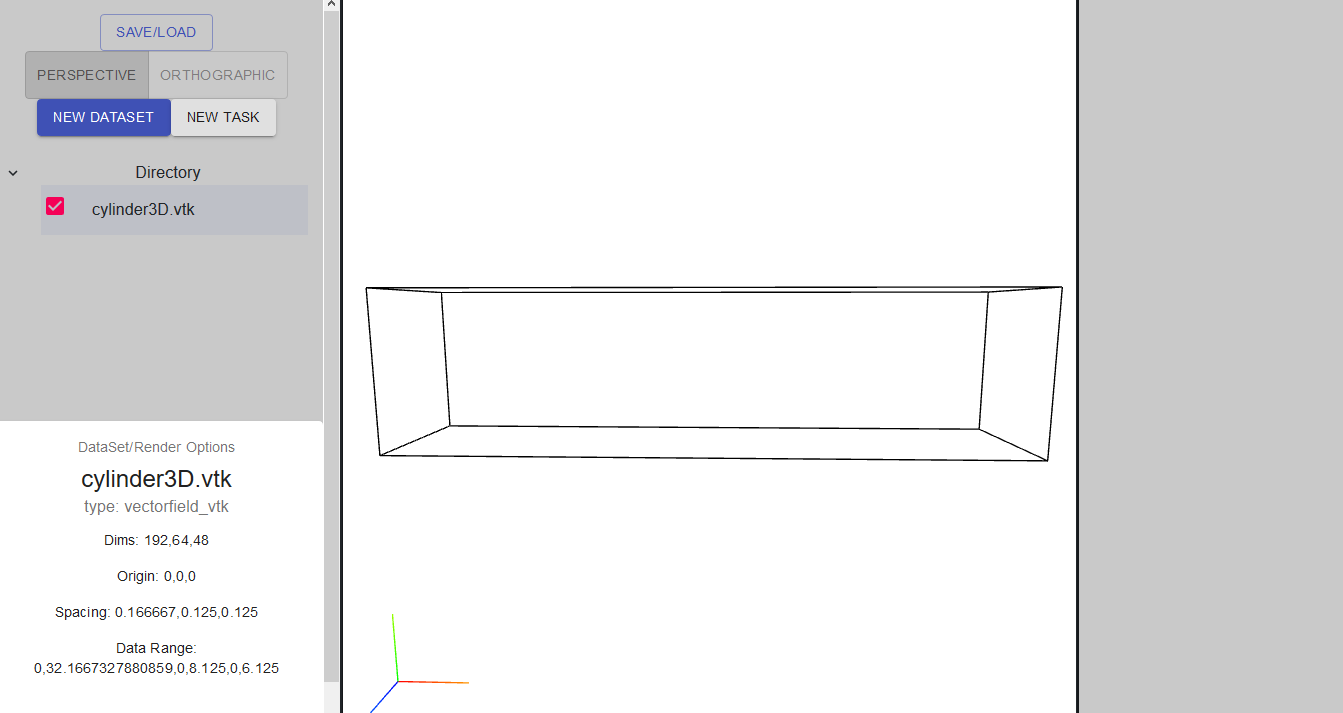 SAVE/LOAD
PERSPECTIVE ORTHOGRAPHIC
NEW DATASET NEW TASK
Directory
cylinder3D.vtk
DataSet/Render Options
cylinder3D.vtk
type: vectorfield_vtk
Dims: 192,64,48
Origin: 0,0,0
Spacing: 0.166667,0.125,0.125
Data Range:
0,32.1667327880859,0,8.125,0,6.125